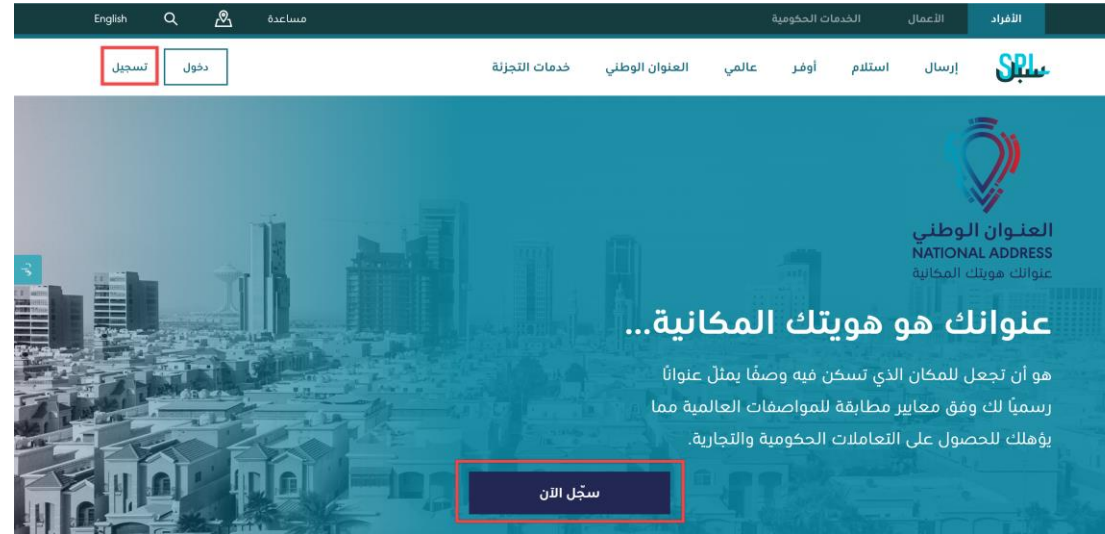 الأفراد
الأعمال
الخدمات الحكومية
مساعدة
English
سبل SPL
إرسال
استلام
أوفر
عالمي
العنوان الوطني
خدمات التجزئة
دخول
تسجيل
العنـوان الوطنـي
NATIONAL ADDRESS
عنوانك هويتك المكانية
عنوانك هو هويتك المكانية...
هو أن تجعل للمكان الذي تسكن فيه وصفًا يمثلّ عنوانًا
رسميًا لك وفق معايير مطابقة للمواصفات العالمية مما
يؤهلك للحصول على التعاملات الحكومية والتجارية.
سجّل الآن